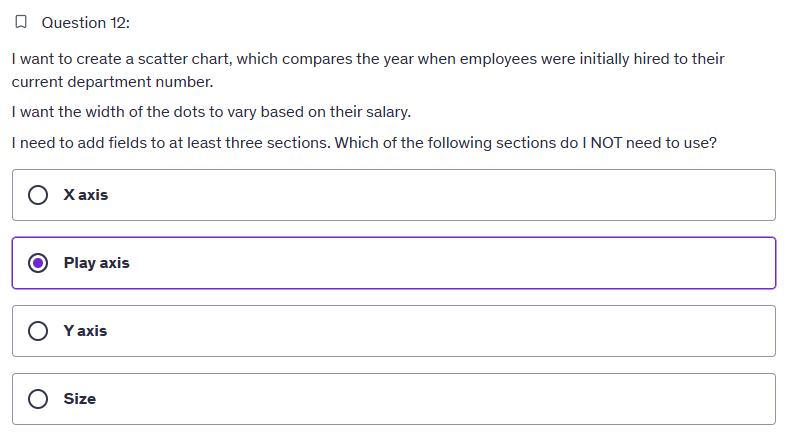 Question 12:
I want to create a scatter chart, which compares the year when employees were initially hired to their
current department number.
I want the width of the dots to vary based on their salary.
I need to add fields to at least three sections. Which of the following sections do I NOT need to use?
X axis
Play axis
Y axis
Size